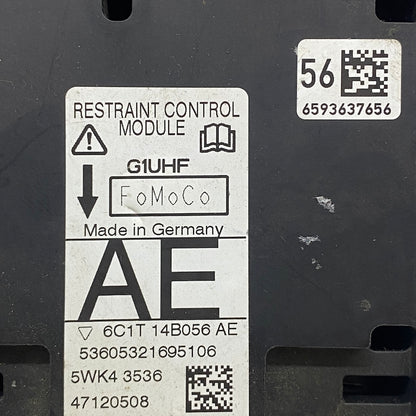 56
6593637656
RESTRAINT CONTROL
MODULE
G1UHF
FoMoCo
Made in Germany
AE
6C1T 14B056 AE
53605321695106
5WK4 3536
47120508